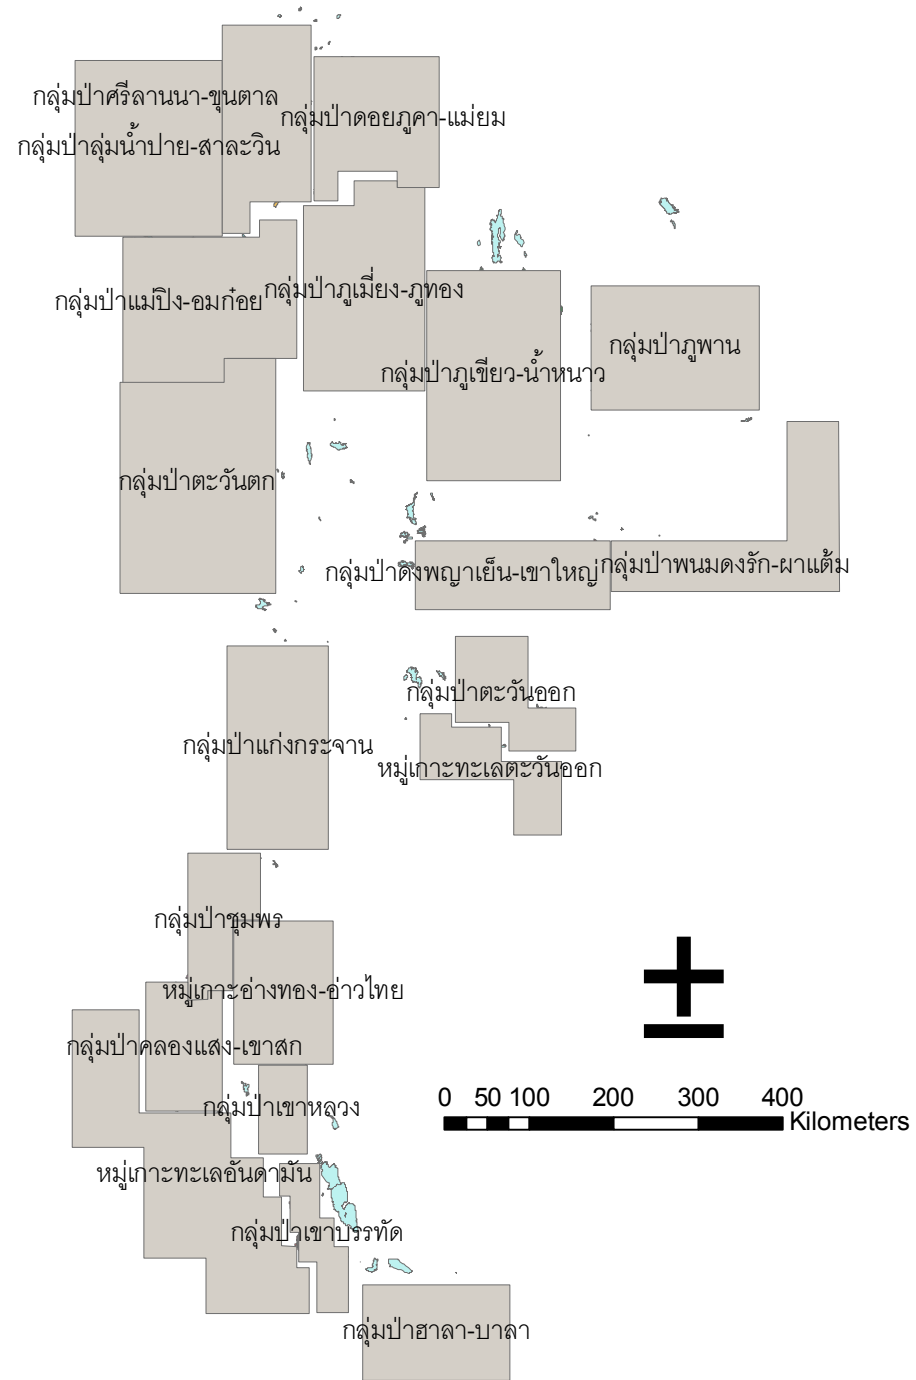 กลุ่มป่าศรีลานนา-ขุนตาล
กลุ่มป่าดอยภูคา-แม่ยม
กลุ่มป่าลุ่มน้ำปาย-สาละวิน
กลุ่มป่าแม่ปิง-อมก๋อย
กลุ่มป่าภูเมี่ยง-ภูทอง
กลุ่มป่าภูพาน
กลุ่มป่าภูเขียว-น้ำหนาว
กลุ่มป่าตะวันตก
กลุ่มป่าดงพญาเย็น-เขาใหญ่
กลุ่มป่าพนมดงรัก-ผาแต้ม
กลุ่มป่าตะวันออก
กลุ่มป่าแก่งกระจาน
หมู่เกาะทะเลตะวันออก
กลุ่มป่าชุมพร
หมู่เกาะอ่างทอง-อ่าวไทย
กลุ่มป่าคลองแสง-เขาสก
0 50 100 200 300 400
Kilometers
กลุ่มป่าเขาหลวง
หมู่เกาะทะเลอันดามัน
กลุ่มป่าเขาบรรทัด
กลุ่มป่าฮาลา-บาลา